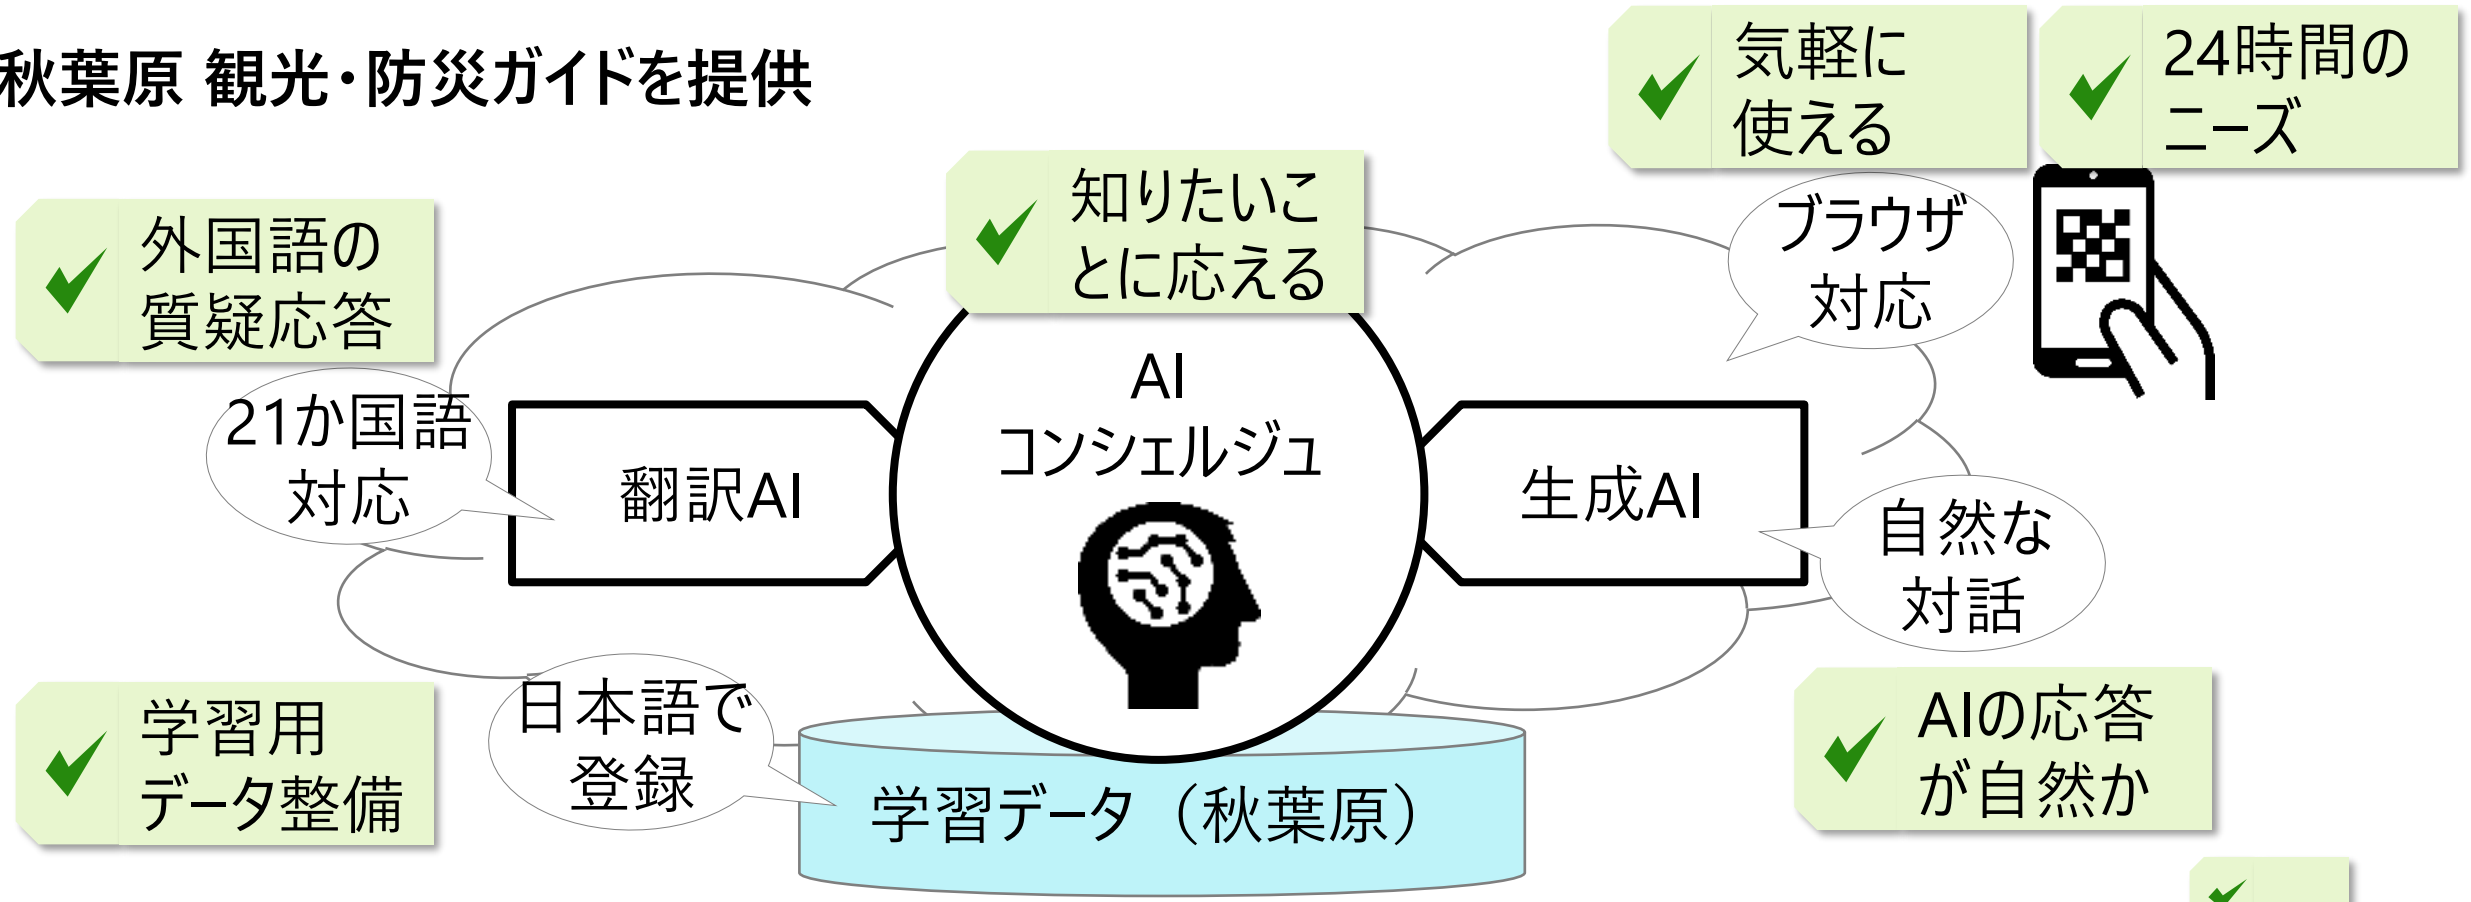 秋葉原 観光・防災ガイドを提供
気軽に
使える
24時間の
ニーズ
知りたいこ
とに応える
外国語の
質疑応答
ブラウザ
対応
21か国語
対応
AI
コンシェルジュ
翻訳AI
生成AI
自然な
対話
学習用
データ整備
日本語で
登録
学習データ（秋葉原）
AIの応答
が自然か